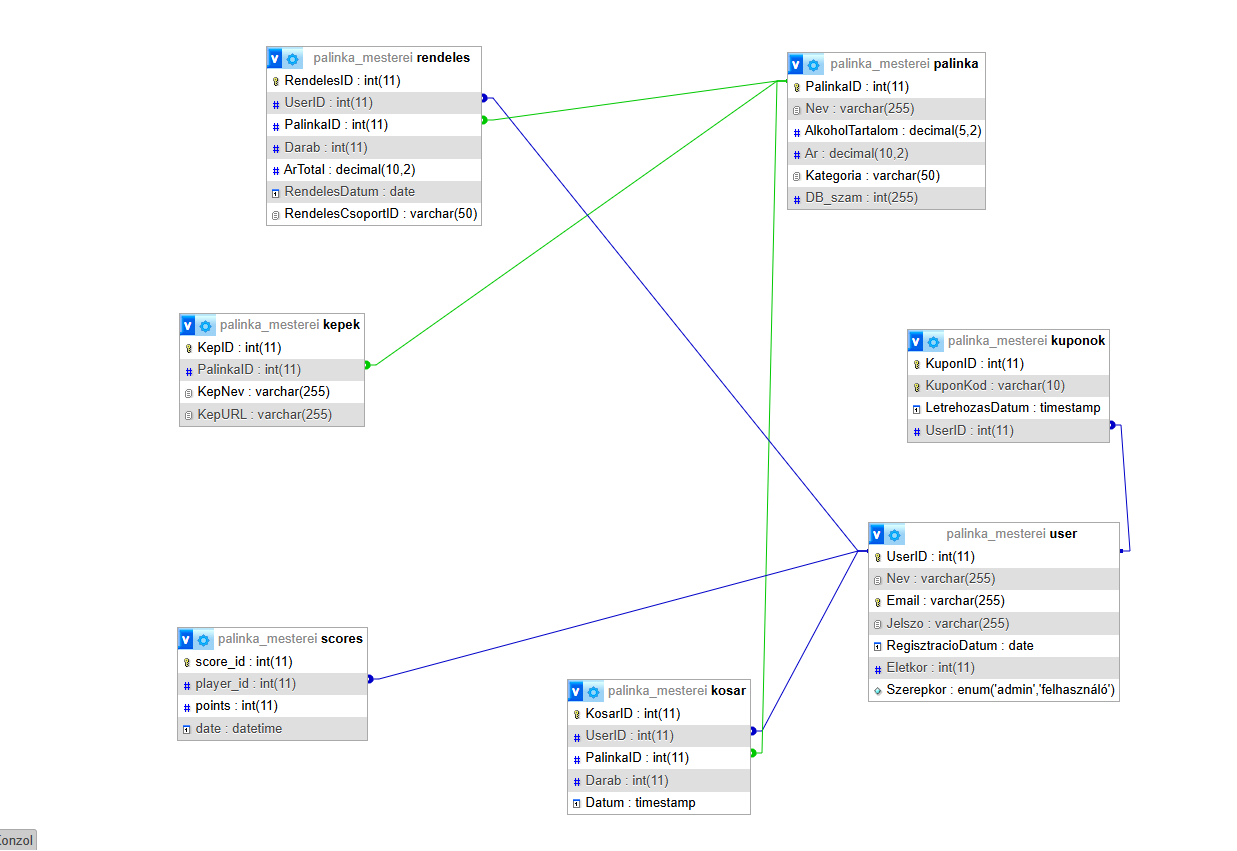 palinka_mesterei rendeles
RendelesID : int(11)
UserID : int(11)
PalinkaID : int(11)
Darab : int(11)
ArTotal : decimal(10,2)
RendelesDatum : date
RendelesCsoportID : varchar(50)
palinka_mesterei palinka
PalinkaID : int(11)
Nev : varchar(255)
AlkoholTartalom : decimal(5,2)
Ar : decimal(10,2)
Kategoria : varchar(50)
DB_szam : int(255)
palinka_mesterei kepek
KepID : int(11)
PalinkaID : int(11)
KepNev : varchar(255)
KepURL : varchar(255)
palinka_mesterei kuponok
KuponID : int(11)
KuponKod : varchar(10)
LetrehozasDatum : timestamp
UserID : int(11)
palinka_mesterei user
UserID : int(11)
Nev : varchar(255)
Email : varchar(255)
Jelszo : varchar(255)
RegisztracioDatum : date
Eletkor : int(11)
Szerepkor : enum('admin','felhasználó')
palinka_mesterei scores
score_id : int(11)
player_id : int(11)
points : int(11)
date : datetime
palinka_mesterei kosar
KosarID : int(11)
UserID : int(11)
PalinkaID : int(11)
Darab : int(11)
Datum : timestamp
Konzol